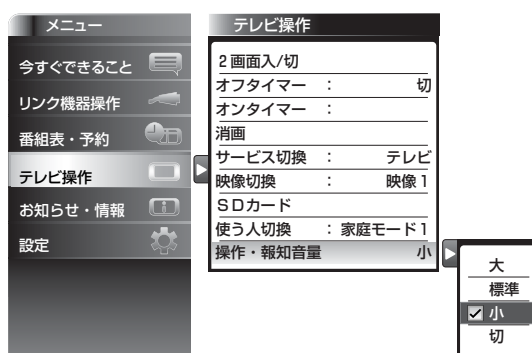 メニュー
今すぐできること
リンク機器操作
番組表・予約
テレビ操作
お知らせ・情報
設定
テレビ操作
2画面入/切
オフタイマー : 切
オンタイマー :
消画
サービス切換 : テレビ
映像切換 : 映像1
SDカード
使う人切換 : 家庭モード1
操作・報知音量 小
大
標準
小
切